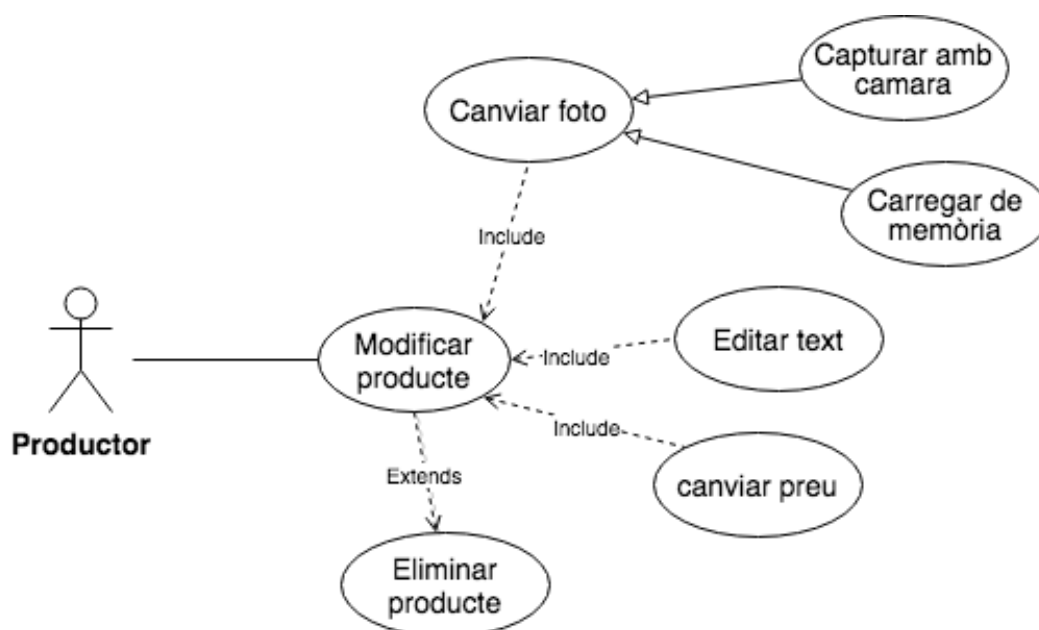 Capturar amb
camara
Canviar foto
Carregar de
memòria
Include
Editar text
Modificar
producte
Include
Include
Productor
canviar preu
Extends
Eliminar
producte